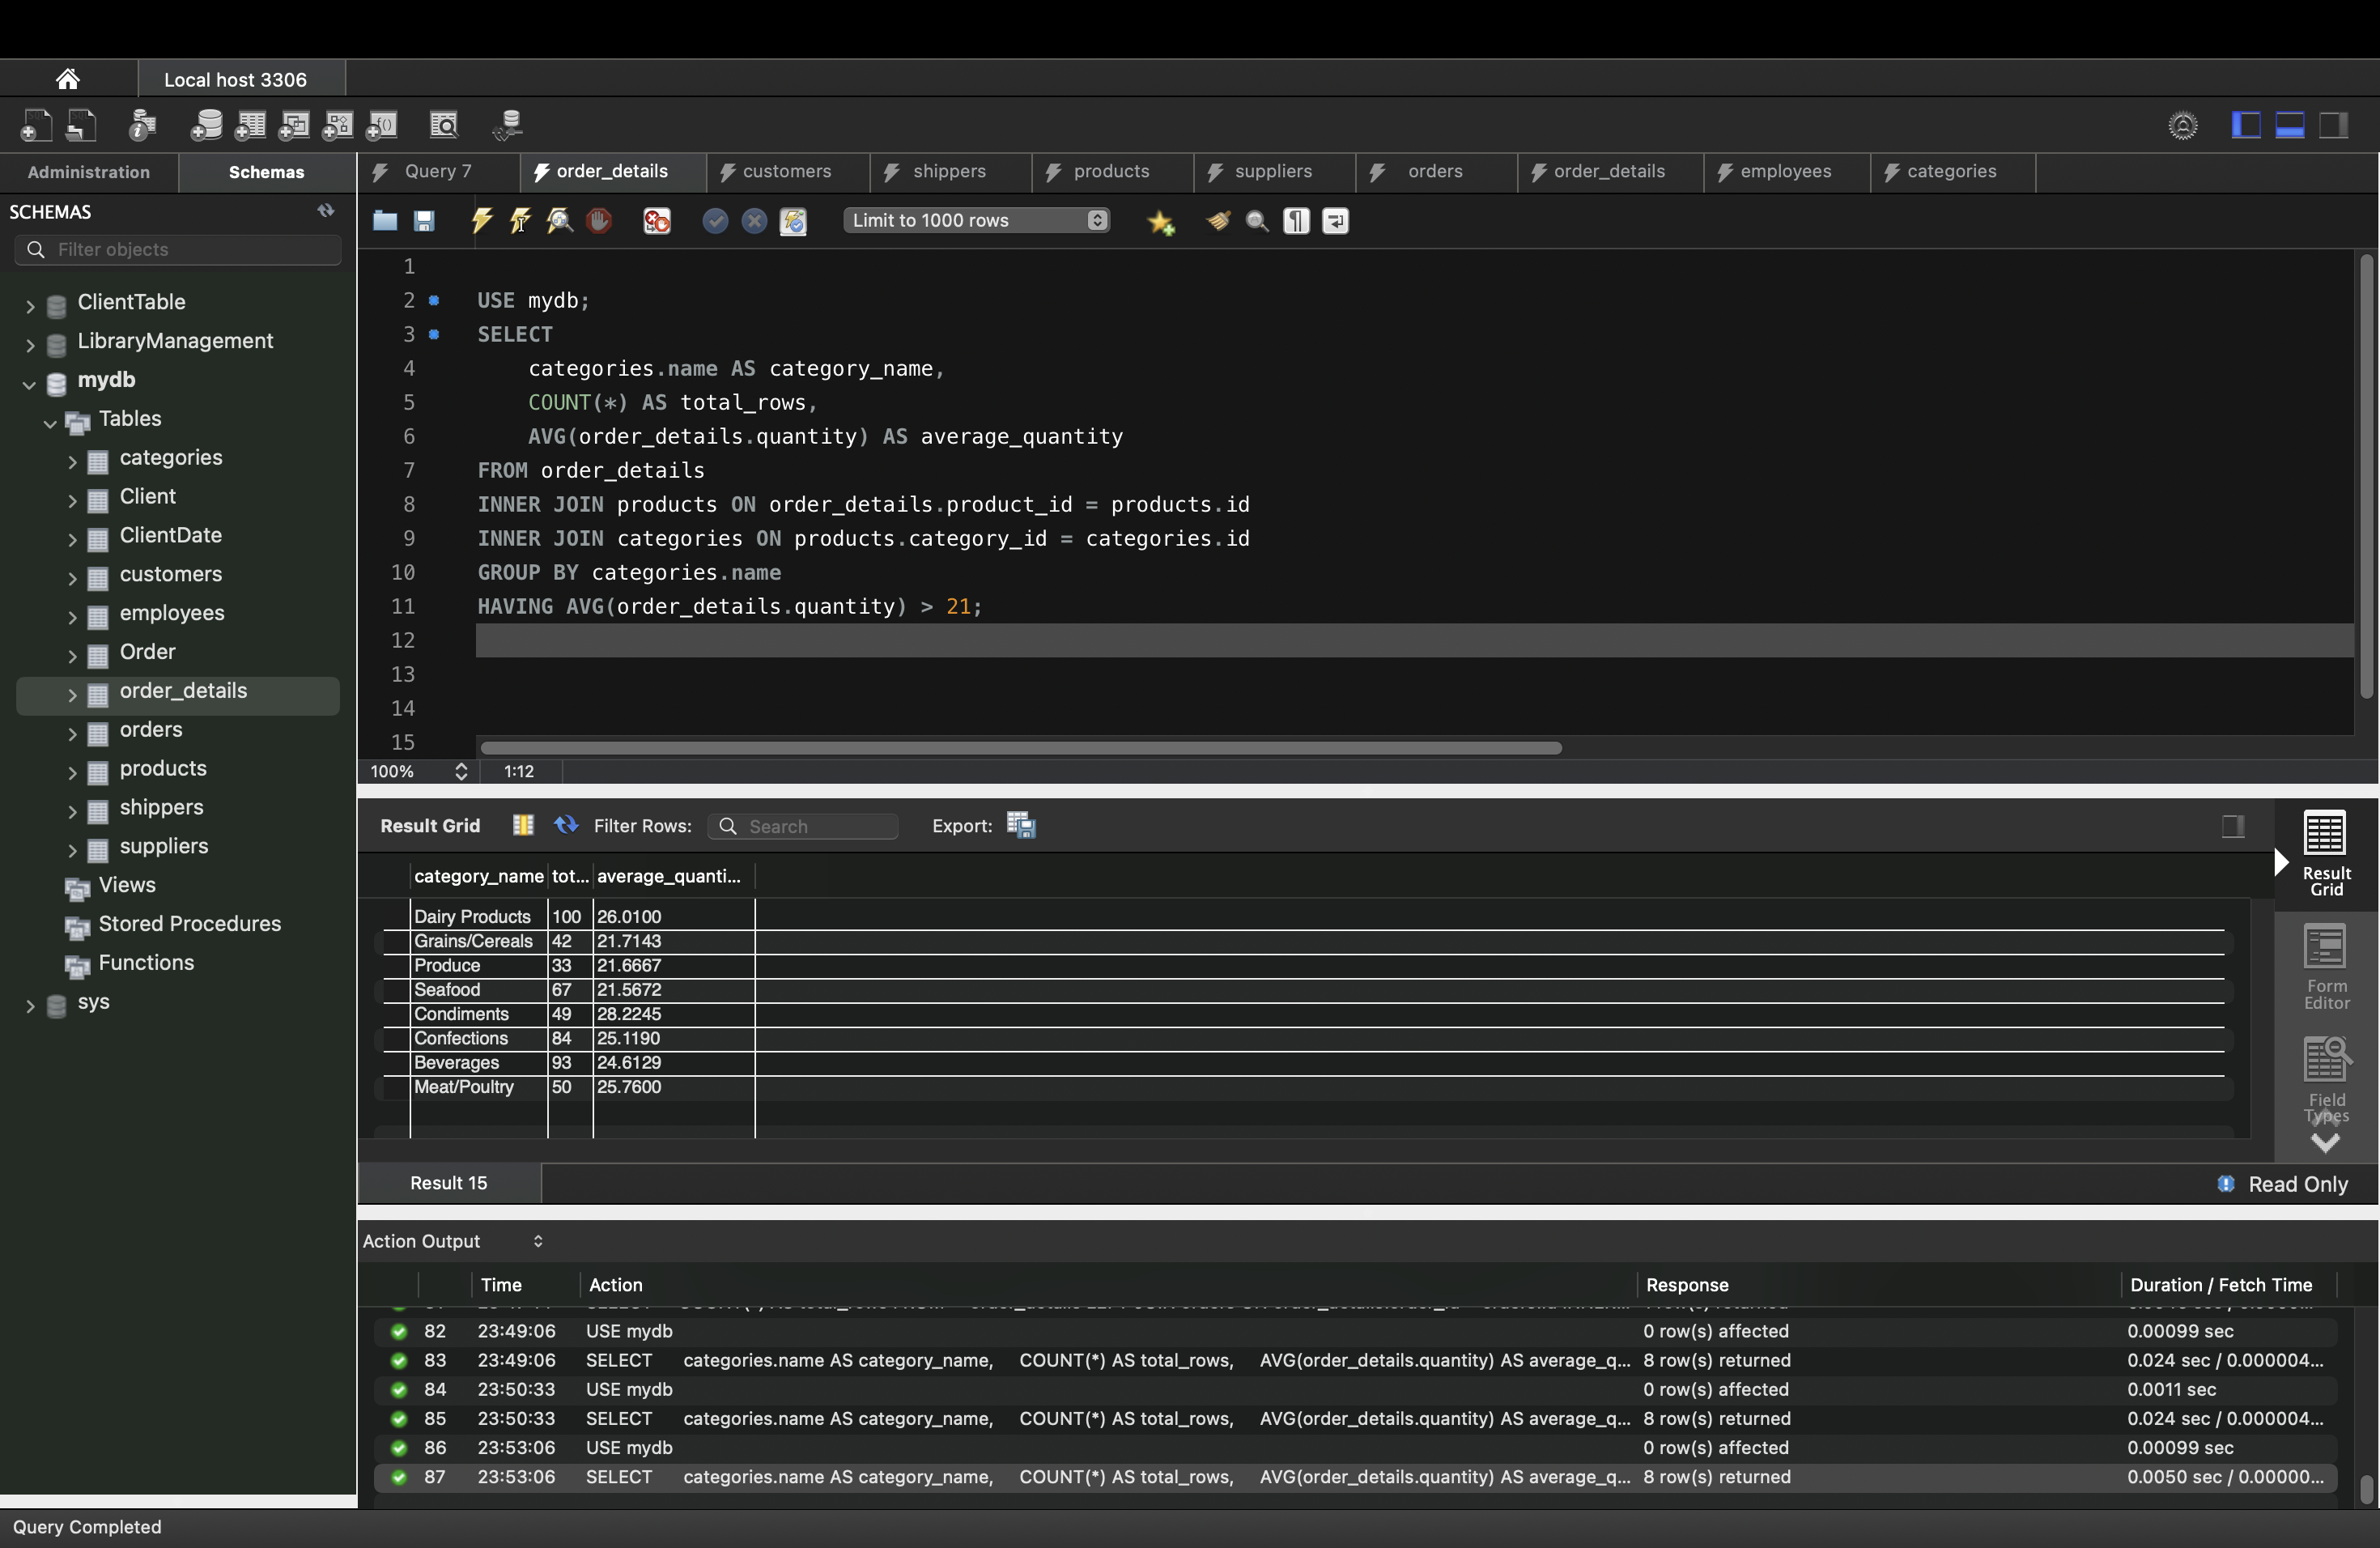 Local host 3306
Administration
Schemas
Query 7
order_details
customers
shippers
products
suppliers
orders
order_details
employees
categories
SCHEMAS
Filter objects
ClientTable
LibraryManagement
mydb
Tables
categories
Client
ClientDate
customers
employees
Order
order_details
orders
products
shippers
suppliers
Views
Stored Procedures
Functions
sys
Limit to 1000 rows
1
2 USE mydb;
3 SELECT
4 categories.name AS category_name,
5 COUNT(*) AS total_rows,
6 AVG(order_details.quantity) AS average_quantity
7 FROM order_details
8 INNER JOIN products ON order_details.product_id = products.id
9 INNER JOIN categories ON products.category_id = categories.id
10 GROUP BY categories.name
11 HAVING AVG(order_details.quantity) > 21;
12
13
14
15
100% 1:12
Result Grid Filter Rows: Search Export:
category_name tot... average_quanti...
Dairy Products 100 26.0100
Grains/Cereals 42 21.7143
Produce 33 21.6667
Seafood 67 21.5672
Condiments 49 28.2245
Confections 84 25.1190
Beverages 93 24.6129
Meat/Poultry 50 25.7600
Result
Grid
Form
Editor
Field
Types
Result 15
Read Only
Action Output
Time Action Response Duration / Fetch Time
82 23:49:06 USE mydb 0 row(s) affected 0.00099 sec
83 23:49:06 SELECT categories.name AS category_name, COUNT(*) AS total_rows, AVG(order_details.quantity) AS average_q... 8 row(s) returned 0.024 sec / 0.000004...
84 23:50:33 USE mydb 0 row(s) affected 0.0011 sec
85 23:50:33 SELECT categories.name AS category_name, COUNT(*) AS total_rows, AVG(order_details.quantity) AS average_q... 8 row(s) returned 0.024 sec / 0.000004...
86 23:53:06 USE mydb 0 row(s) affected 0.00099 sec
87 23:53:06 SELECT categories.name AS category_name, COUNT(*) AS total_rows, AVG(order_details.quantity) AS average_q... 8 row(s) returned 0.0050 sec / 0.00000...
Query Completed